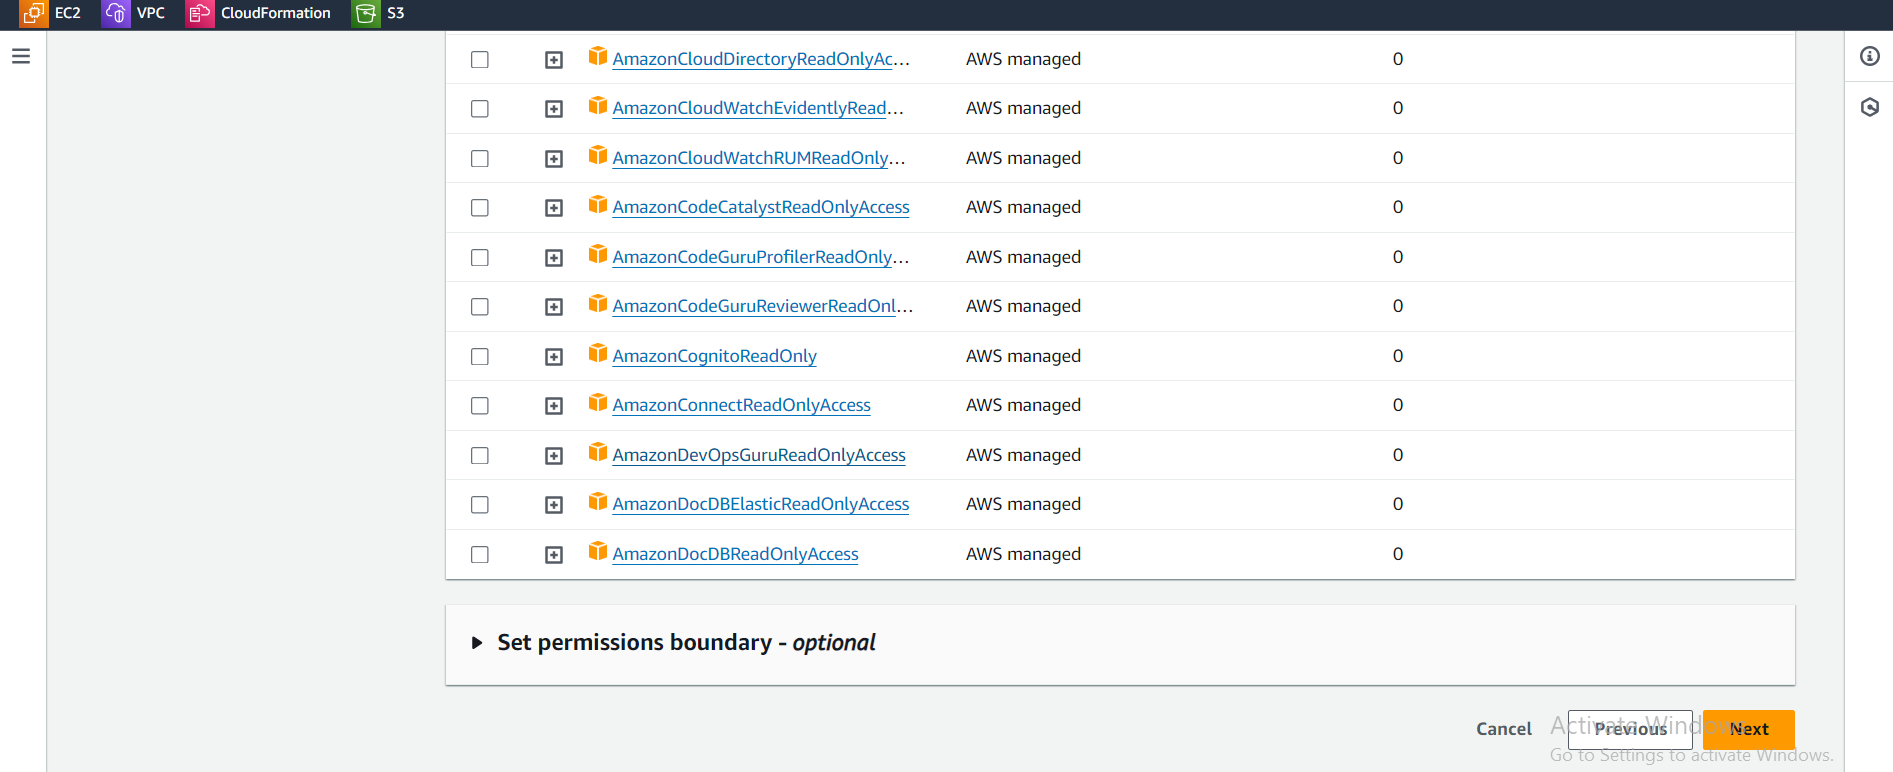 EC2 VPC CloudFormation S3
AmazonCloudDirectoryReadOnlyAc... AWS managed 0
AmazonCloudWatchEvidentlyRead... AWS managed 0
AmazonCloudWatchRUMReadOnly... AWS managed 0
AmazonCodeCatalystReadOnlyAccess AWS managed 0
AmazonCodeGuruProfilerReadOnly... AWS managed 0
AmazonCodeGuruReviewerReadOnl... AWS managed 0
AmazonCognitoReadOnly AWS managed 0
AmazonConnectReadOnlyAccess AWS managed 0
AmazonDevOpsGuruReadOnlyAccess AWS managed 0
AmazonDocDBElasticReadOnlyAccess AWS managed 0
AmazonDocDBReadOnlyAccess AWS managed 0
Set permissions boundary - optional
Cancel Previous Next
Activate Windows
Go to Settings to activate Windows.